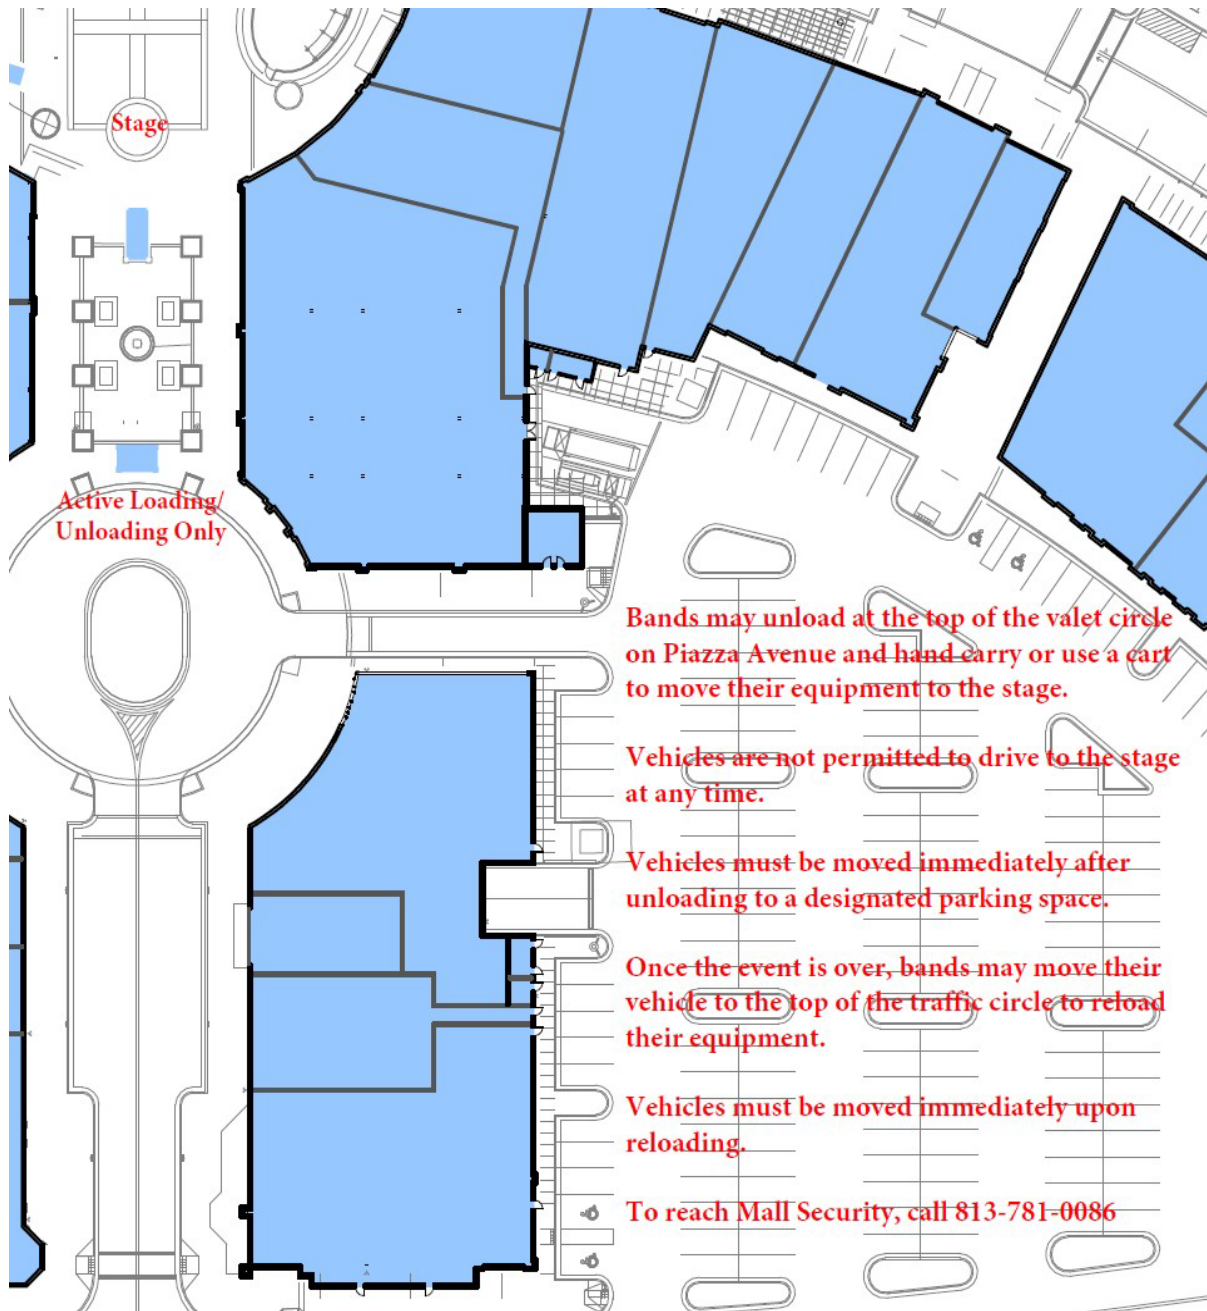 Stage
Active Loading/
Unloading Only
Bands may unload at the top of the valet circle
on Piazza Avenue and hand carry or use a cart
to move their equipment to the stage.
Vehicles are not permitted to drive to the stage
at any time.
Vehicles must be moved immediately after
unloading to a designated parking space.
Once the event is over, bands may move their
vehicle to the top of the traffic circle to reload
their equipment.
Vehicles must be moved immediately upon
reloading.
To reach Mall Security, call 813-781-0086